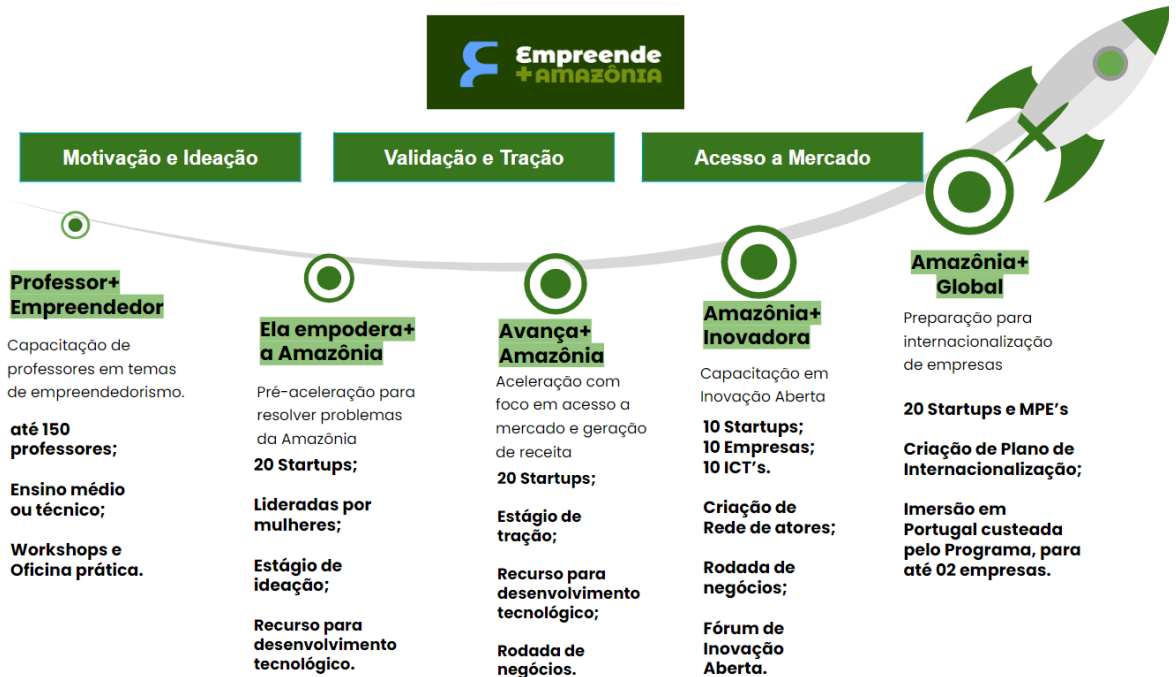 Empreende
+AMAZÔNIA
Motivação e Ideação
Validação e Tração
Acesso a Mercado
Professor+
Empreendedor
Capacitação de
professores em temas
de empreendedorismo.
até 150
professores;
Ensino médio
ou técnico;
Workshops e
Oficina prática.
Ela empodera+
a Amazônia
Pré-aceleração para
resolver problemas
da Amazônia
20 Startups;
Lideradas por
mulheres;
Estágio de
ideação;
Recurso para
desenvolvimento
tecnológico.
Avança+
Amazônia
Aceleração com
foco em acesso a
mercado e geração
de receita
20 Startups;
Estágio de
tração;
Recurso para
desenvolvimento
tecnológico;
Rodada de
negócios.
Amazônia+
Inovadora
Capacitação em
Inovação Aberta
10 Startups;
10 Empresas;
10 ICT's.
Criação de
Rede de atores;
Rodada de
negócios;
Fórum de
Inovação
Aberta.
Amazônia+
Global
Preparação para
internacionalização
de empresas
20 Startups e MPE's
Criação de Plano de
Internacionalização;
Imersão em
Portugal custeada
pelo Programa, para
até 02 empresas.